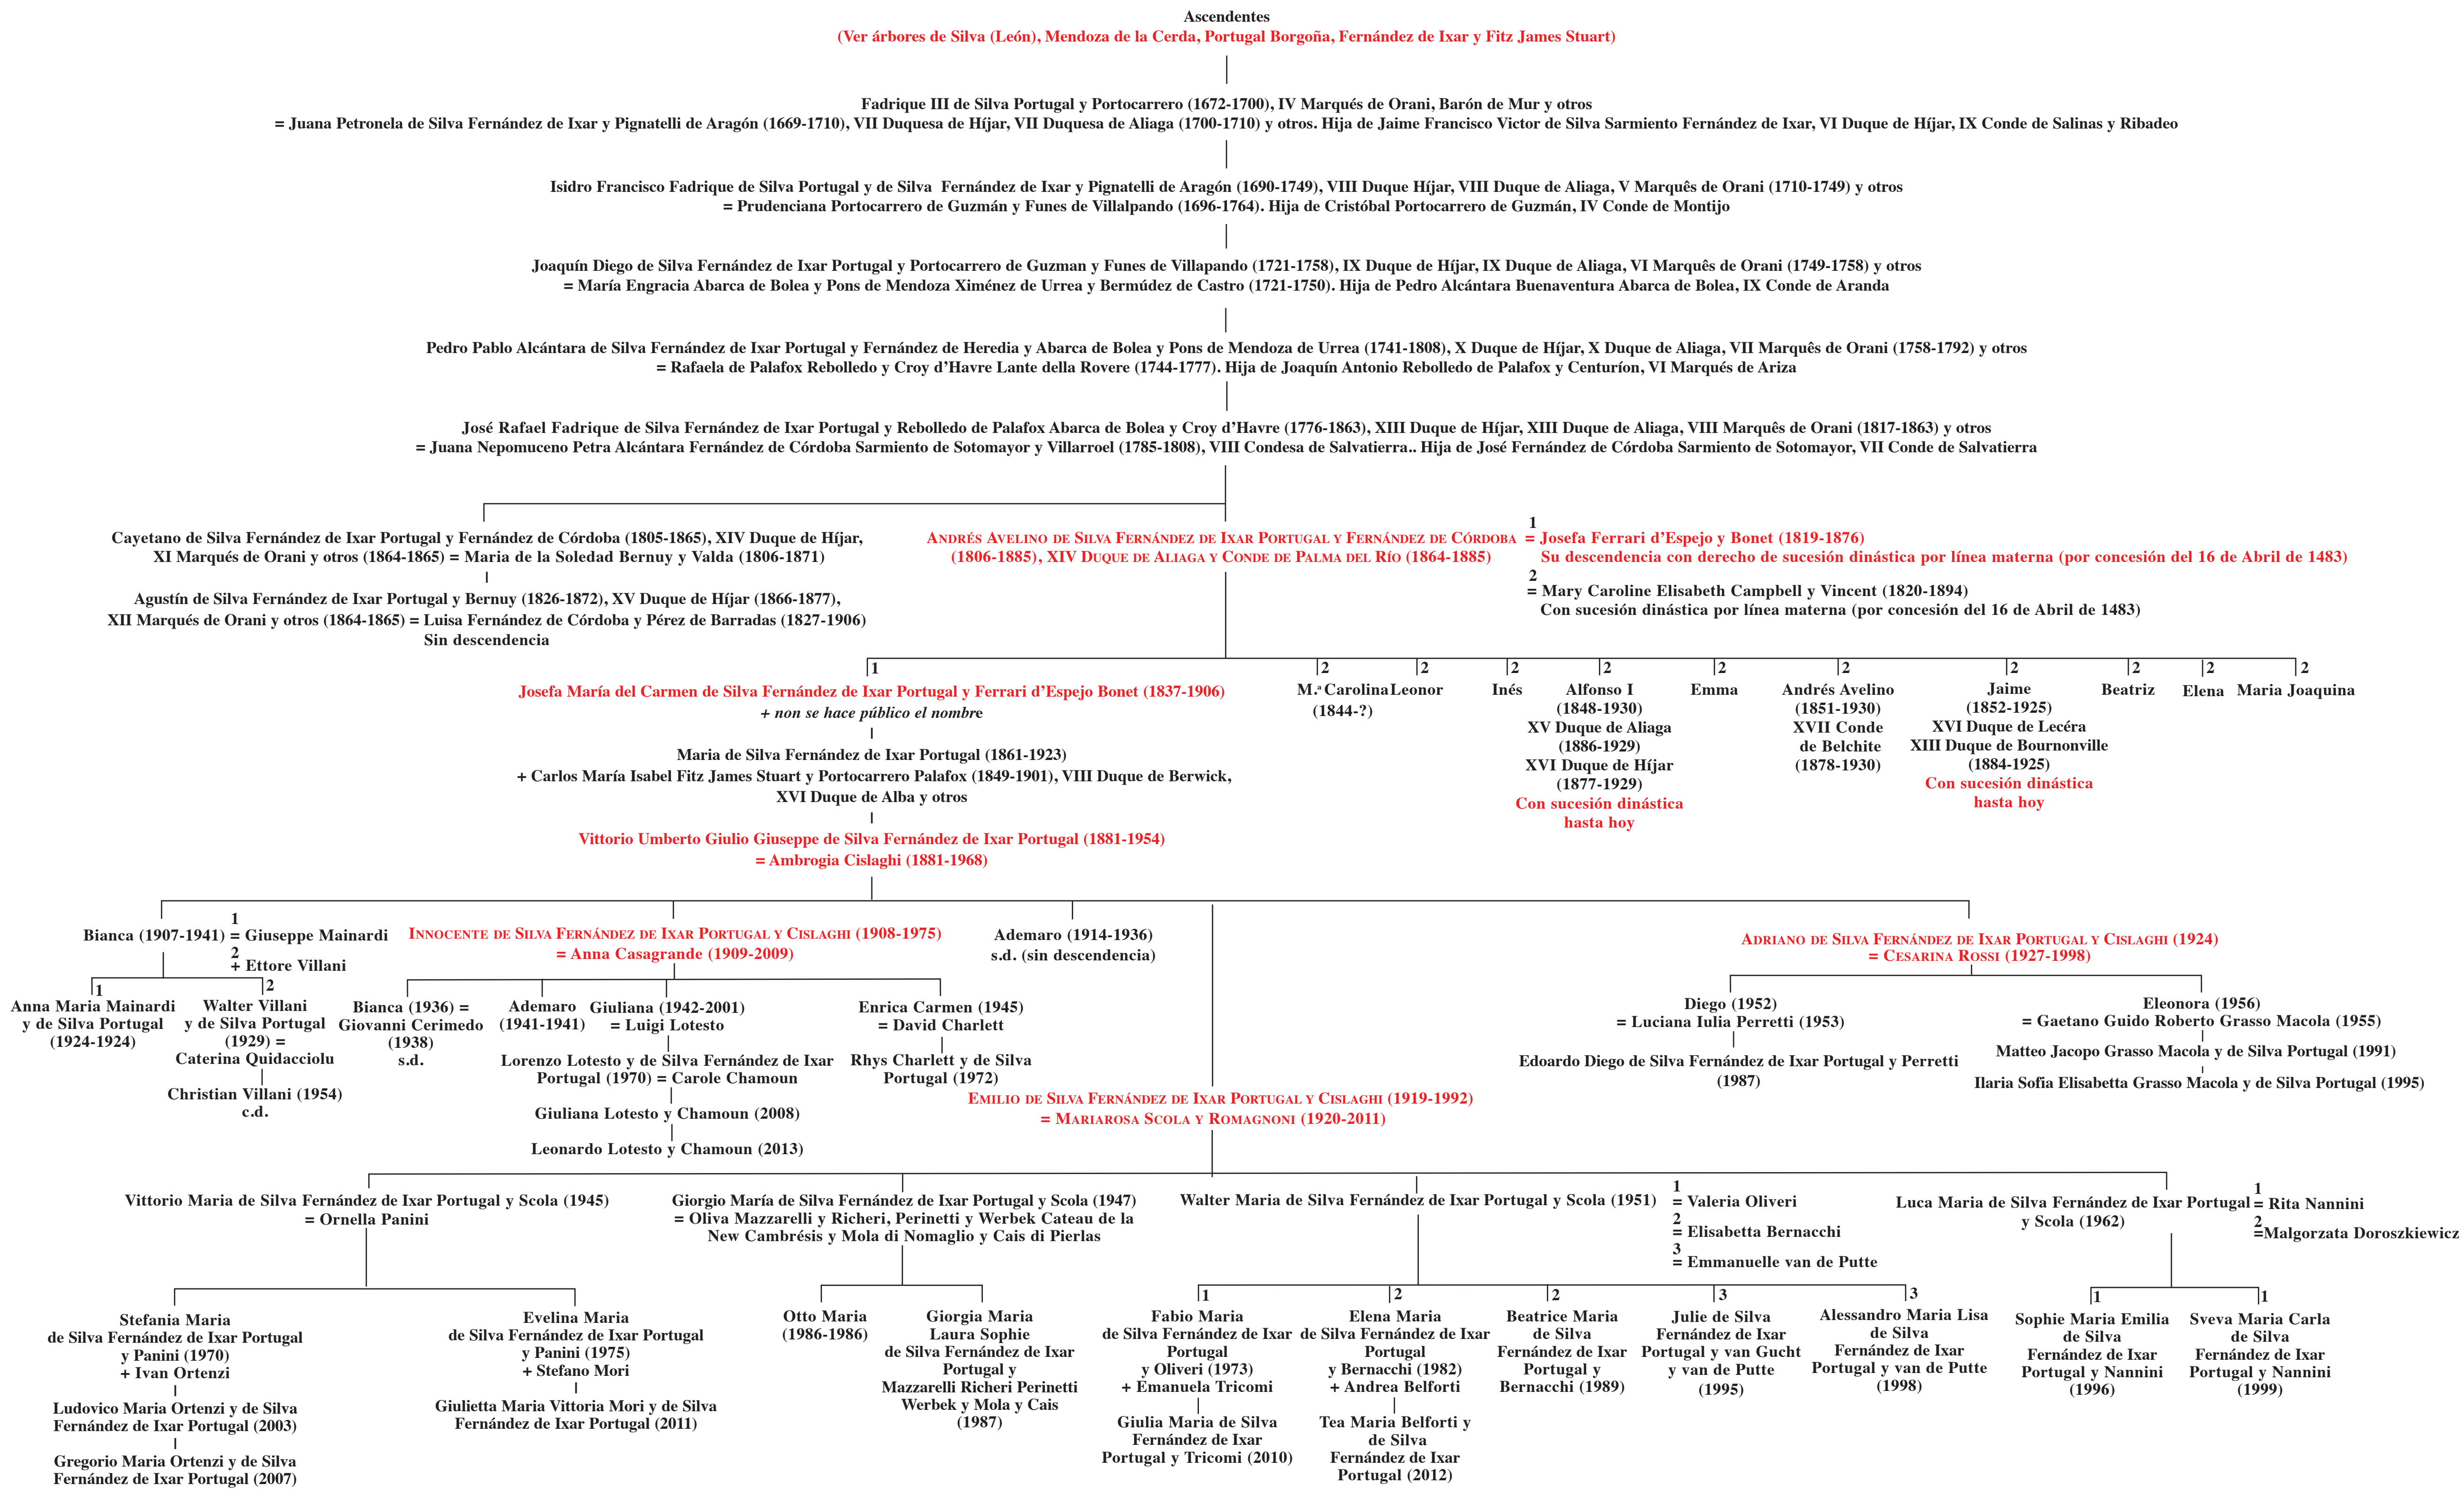 Ascendentes
(Ver árbores de Silva (León), Mendoza de la Cerda, Portugal Borgoña, Fernández de Ixar y Fitz James Stuart)
Fadrique III de Silva Portugal y Portocarrero (1672-1700), IV Marqués de Orani, Barón de Mur y otros
= Juana Petronela de Silva Fernández de Ixar y Pignatelli de Aragón (1669-1710), VII Duquesa de Híjar, VII Duquesa de Aliaga (1700-1710) y otros. Hija de Jaime Francisco Victor de Silva Sarmiento Fernández de Ixar, VI Duque de Híjar, IX Conde de Salinas y Ribadeo
Isidro Francisco Fadrique de Silva Portugal y de Silva Fernández de Ixar y Pignatelli de Aragón (1690-1749), VIII Duque Híjar, VIII Duque de Aliaga, V Marquês de Orani (1710-1749) y otros
= Prudenciana Portocarrero de Guzmán y Funes de Villalpando (1696-1764). Hija de Cristóbal Portocarrero de Guzmán, IV Conde de Montijo
Joaquín Diego de Silva Fernández de Ixar Portugal y Portocarrero de Guzman y Funes de Villapando (1721-1758), IX Duque de Híjar, IX Duque de Aliaga, VI Marquês de Orani (1749-1758) y otros
= María Engracia Abarca de Bolea y Pons de Mendoza Ximénez de Urrea y Bermúdez de Castro (1721-1750). Hija de Pedro Alcántara Buenaventura Abarca de Bolea, IX Conde de Aranda
Pedro Pablo Alcántara de Silva Fernández de Ixar Portugal y Fernández de Heredia y Abarca de Bolea y Pons de Mendoza de Urrea (1741-1808), X Duque de Híjar, X Duque de Aliaga, VII Marquês de Orani (1758-1792) y otros
= Rafaela de Palafox Rebolledo y Croy d’Havre Lante della Rovere (1744-1777). Hija de Joaquín Antonio Rebolledo de Palafox y Centuríon, VI Marqués de Ariza
José Rafael Fadrique de Silva Fernández de Ixar Portugal y Rebolledo de Palafox Abarca de Bolea y Croy d’Havre (1776-1863), XIII Duque de Híjar, XIII Duque de Aliaga, VIII Marquês de Orani (1817-1863) y otros
= Juana Nepomuceno Petra Alcántara Fernández de Córdoba Sarmiento de Sotomayor y Villarroel (1785-1808), VIII Condesa de Salvatierra.. Hija de José Fernández de Córdoba Sarmiento de Sotomayor, VII Conde de Salvatierra
Cayetano de Silva Fernández de Ixar Portugal y Fernández de Córdoba (1805-1865), XIV Duque de Híjar,
XI Marqués de Orani y otros (1864-1865) = Maria de la Soledad Bernuy y Valda (1806-1871)
Agustín de Silva Fernández de Ixar Portugal y Bernuy (1826-1872), XV Duque de Híjar (1866-1877),
XII Marqués de Orani y otros (1864-1865) = Luisa Fernández de Córdoba y Pérez de Barradas (1827-1906)
Sin descendencia
Andrés Avelino de Silva Fernández de Ixar Portugal y Fernández de Córdoba
(1806-1885), XIV Duque de Aliaga y Conde de Palma del Río (1864-1885)
1
= Josefa Ferrari d’Espejo y Bonet (1819-1876)
Su descendencia con derecho de sucesión dinástica por línea materna (por concesión del 16 de Abril de 1483)
2
= Mary Caroline Elisabeth Campbell y Vincent (1820-1894)
Con sucesión dinástica por línea materna (por concesión del 16 de Abril de 1483)
1
Josefa María del Carmen de Silva Fernández de Ixar Portugal y Ferrari d’Espejo Bonet (1837-1906)
+ non se hace público el nombre
Maria de Silva Fernández de Ixar Portugal (1861-1923)
+ Carlos María Isabel Fitz James Stuart y Portocarrero Palafox (1849-1901), VIII Duque de Berwick,
XVI Duque de Alba y otros
Vittorio Umberto Giulio Giuseppe de Silva Fernández de Ixar Portugal (1881-1954)
= Ambrogia Cislaghi (1881-1968)
2
M.ª Carolina
(1844-?)
2
Leonor
2
Inés
2
Alfonso I
(1848-1930)
XV Duque de Aliaga
(1886-1929)
XVI Duque de Híjar
(1877-1929)
Con sucesión dinástica
hasta hoy
2
Emma
2
Andrés Avelino
(1851-1930)
XVII Conde
de Belchite
(1878-1930)
2
Jaime
(1852-1925)
XVI Duque de Lecéra
XIII Duque de Bournonville
(1884-1925)
Con sucesión dinástica
hasta hoy
2
Beatriz
2
Elena
2
Maria Joaquina
Bianca (1907-1941)
1
= Giuseppe Mainardi
2
+ Ettore Villani
1
Anna Maria Mainardi
y de Silva Portugal
(1924-1924)
2
Walter Villani
y de Silva Portugal
(1929) =
Caterina Quidacciolu
Christian Villani (1954)
c.d.
Innocente de Silva Fernández de Ixar Portugal y Cislaghi (1908-1975)
= Anna Casagrande (1909-2009)
Bianca (1936) =
Giovanni Cerimedo
(1938)
s.d.
Ademaro
(1941-1941)
Giuliana (1942-2001)
= Luigi Lotesto
Lorenzo Lotesto y de Silva Fernández de Ixar
Portugal (1970) = Carole Chamoun
Giuliana Lotesto y Chamoun (2008)
Leonardo Lotesto y Chamoun (2013)
Enrica Carmen (1945)
= David Charlett
Rhys Charlett y de Silva
Portugal (1972)
Ademaro (1914-1936)
s.d. (sin descendencia)
Emilio de Silva Fernández de Ixar Portugal y Cislaghi (1919-1992)
= Mariarosa Scola y Romagnoni (1920-2011)
Adriano de Silva Fernández de Ixar Portugal y Cislaghi (1924)
= Cesarina Rossi (1927-1998)
Diego (1952)
= Luciana Iulia Perretti (1953)
Edoardo Diego de Silva Fernández de Ixar Portugal y Perretti
(1987)
Eleonora (1956)
= Gaetano Guido Roberto Grasso Macola (1955)
Matteo Jacopo Grasso Macola y de Silva Portugal (1991)
Ilaria Sofia Elisabetta Grasso Macola y de Silva Portugal (1995)
Vittorio Maria de Silva Fernández de Ixar Portugal y Scola (1945)
= Ornella Panini
Stefania Maria
de Silva Fernández de Ixar Portugal
y Panini (1970)
+ Ivan Ortenzi
Ludovico Maria Ortenzi y de Silva
Fernández de Ixar Portugal (2003)
Gregorio Maria Ortenzi y de Silva
Fernández de Ixar Portugal (2007)
Evelina Maria
de Silva Fernández de Ixar Portugal
y Panini (1975)
+ Stefano Mori
Giulietta Maria Vittoria Mori y de Silva
Fernández de Ixar Portugal (2011)
Giorgio María de Silva Fernández de Ixar Portugal y Scola (1947)
= Oliva Mazzarelli y Richeri, Perinetti y Werbek Cateau de la
New Cambrésis y Mola di Nomaglio y Cais di Pierlas
Otto Maria
(1986-1986)
Giorgia Maria
Laura Sophie
de Silva Fernández de Ixar
Portugal y
Mazzarelli Richeri Perinetti
Werbek y Mola y Cais
(1987)
Walter Maria de Silva Fernández de Ixar Portugal y Scola (1951)
1
= Valeria Oliveri
2
= Elisabetta Bernacchi
3
= Emmanuelle van de Putte
1
Fabio Maria
de Silva Fernández de Ixar
Portugal
y Oliveri (1973)
+ Emanuela Tricomi
Giulia Maria de Silva
Fernández de Ixar
Portugal y Tricomi (2010)
2
Elena Maria
de Silva Fernández de Ixar
Portugal
y Bernacchi (1982)
+ Andrea Belforti
Tea Maria Belforti y
de Silva
Fernández de Ixar
Portugal (2012)
2
Beatrice Maria
de Silva
Fernández de Ixar
Portugal y
Bernacchi (1989)
3
Julie de Silva
Fernández de Ixar
Portugal y van Gucht
y van de Putte
(1995)
3
Alessandro Maria Lisa
de Silva
Fernández de Ixar
Portugal y van de Putte
(1998)
Luca Maria de Silva Fernández de Ixar Portugal
y Scola (1962)
1
= Rita Nannini
2
=Malgorzata Doroszkiewicz
1
Sophie Maria Emilia
de Silva
Fernández de Ixar
Portugal y Nannini
(1996)
1
Sveva Maria Carla
de Silva
Fernández de Ixar
Portugal y Nannini
(1999)